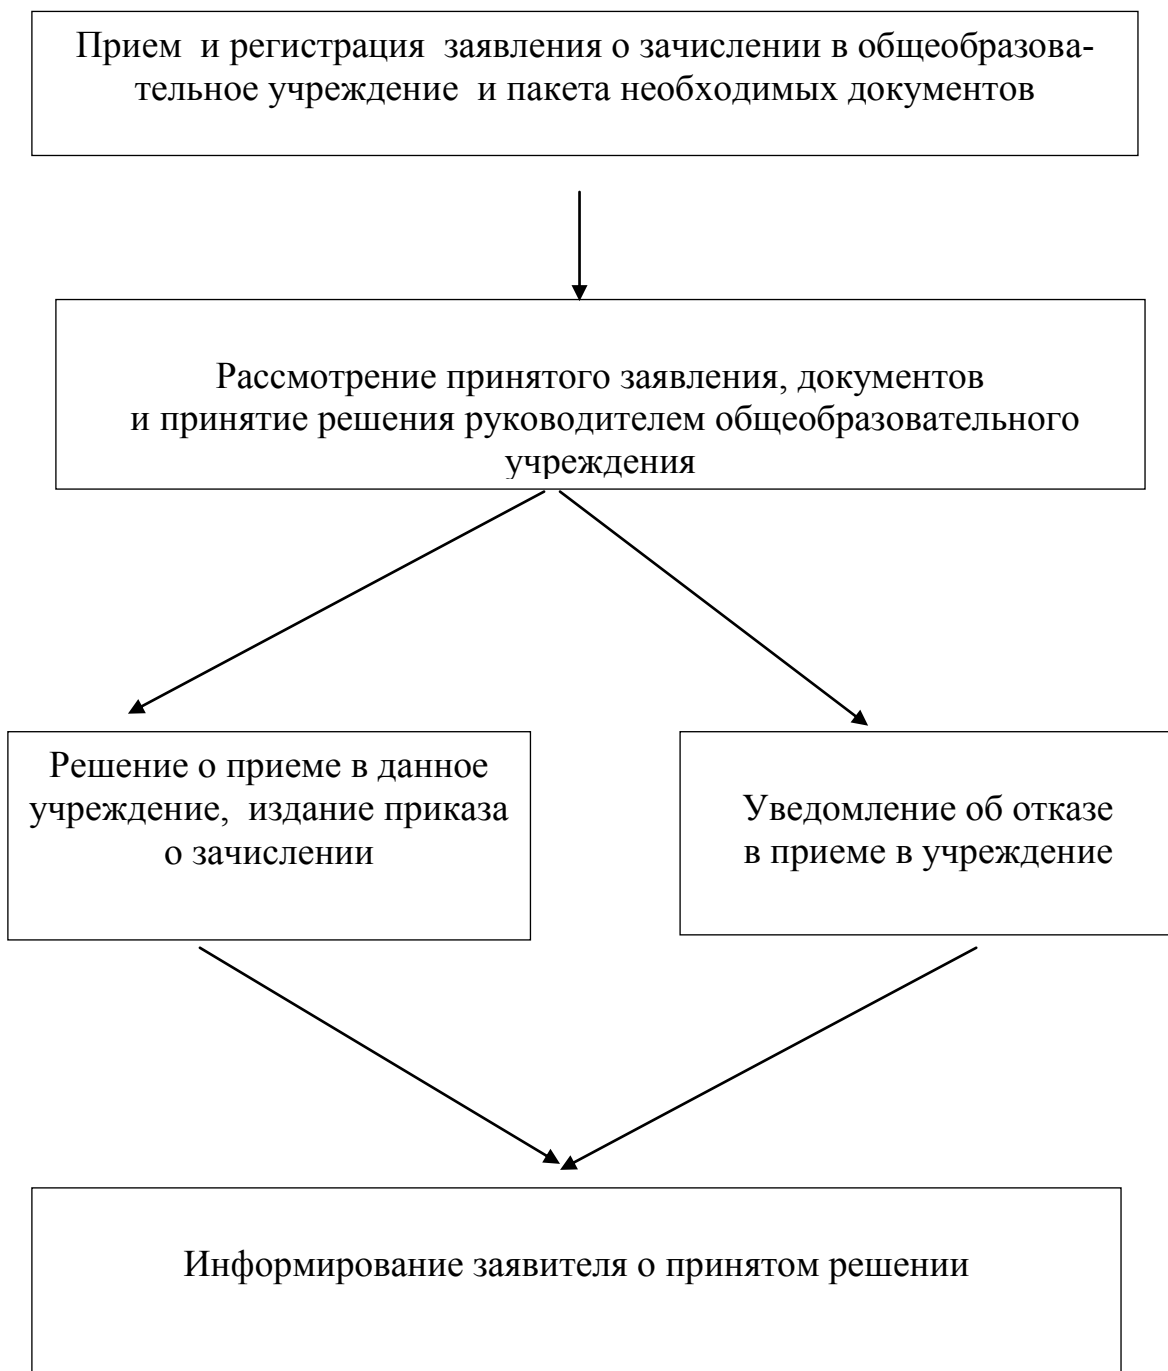 Прием  и регистрация  заявления о зачислении в общеобразова-
тельное учреждение  и пакета необходимых документов
Рассмотрение принятого заявления, документов
и принятие решения руководителем общеобразовательного
учреждения
Решение о приеме в данное
учреждение,  издание приказа
о зачислении
Уведомление об отказе
в приеме в учреждение
Информирование заявителя о принятом решении